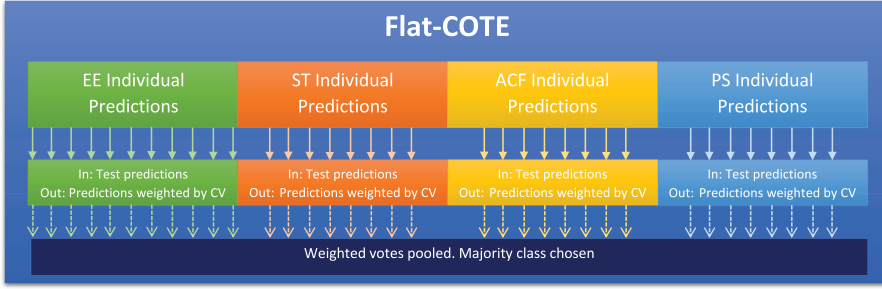 Flat-COTE
EE Individual
Predictions
ST Individual
Predictions
ACF Individual
Predictions
PS Individual
Predictions
In: Test predictions
Out: Predictions weighted by CV
In: Test predictions
Out: Predictions weighted by CV
In: Test predictions
Out: Predictions weighted by CV
In: Test predictions
Out: Predictions weighted by CV
Weighted votes pooled. Majority class chosen